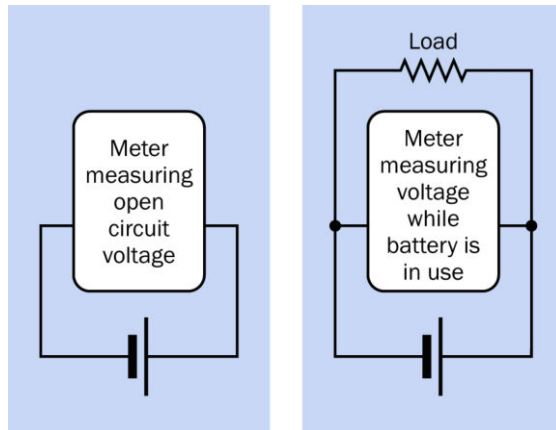 Meter
measuring
open
circuit
voltage
Load
Meter
measuring
voltage
while
battery is
in use